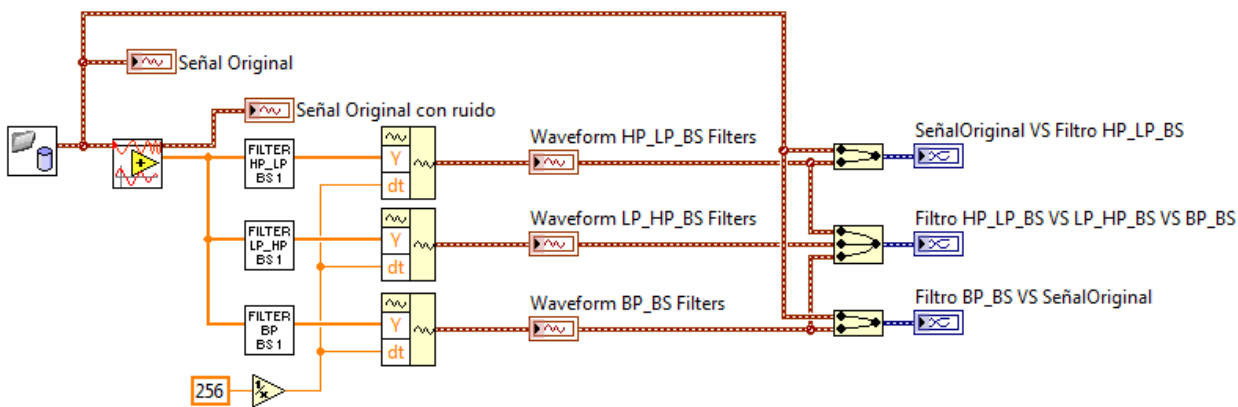 Señal Original
Señal Original con ruido
FILTER
HP_LP
BS 1
Y
dt
Waveform HP_LP_BS Filters
SeñalOriginal VS Filtro HP_LP_BS
FILTER
LP_HP
BS 1
Y
dt
Waveform LP_HP_BS Filters
Filtro HP_LP_BS VS LP_HP_BS VS BP_BS
FILTER
BP
BS 1
Y
dt
Waveform BP_BS Filters
Filtro BP_BS VS SeñalOriginal
256
1/x